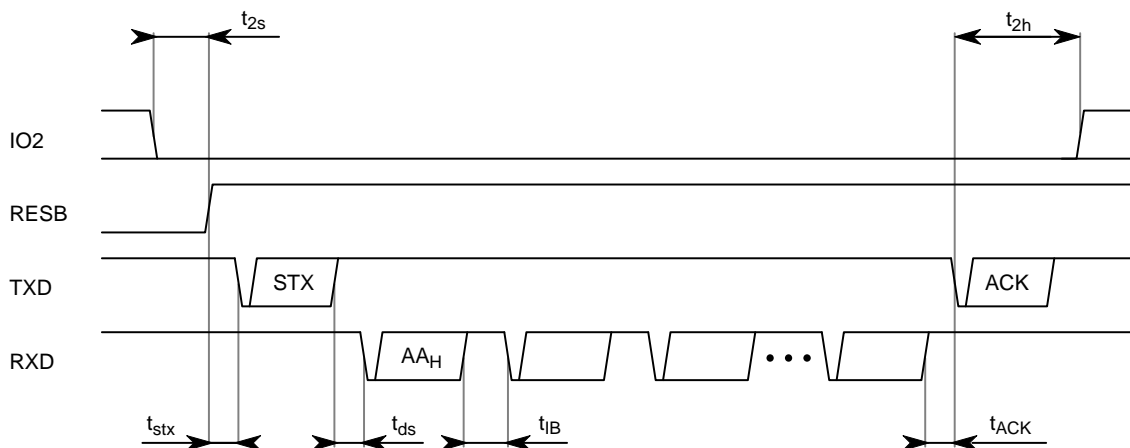 t2s
t2h
IO2
RESB
TXD
STX
ACK
RXD
AAH
tstx
tds
tIB
tACK